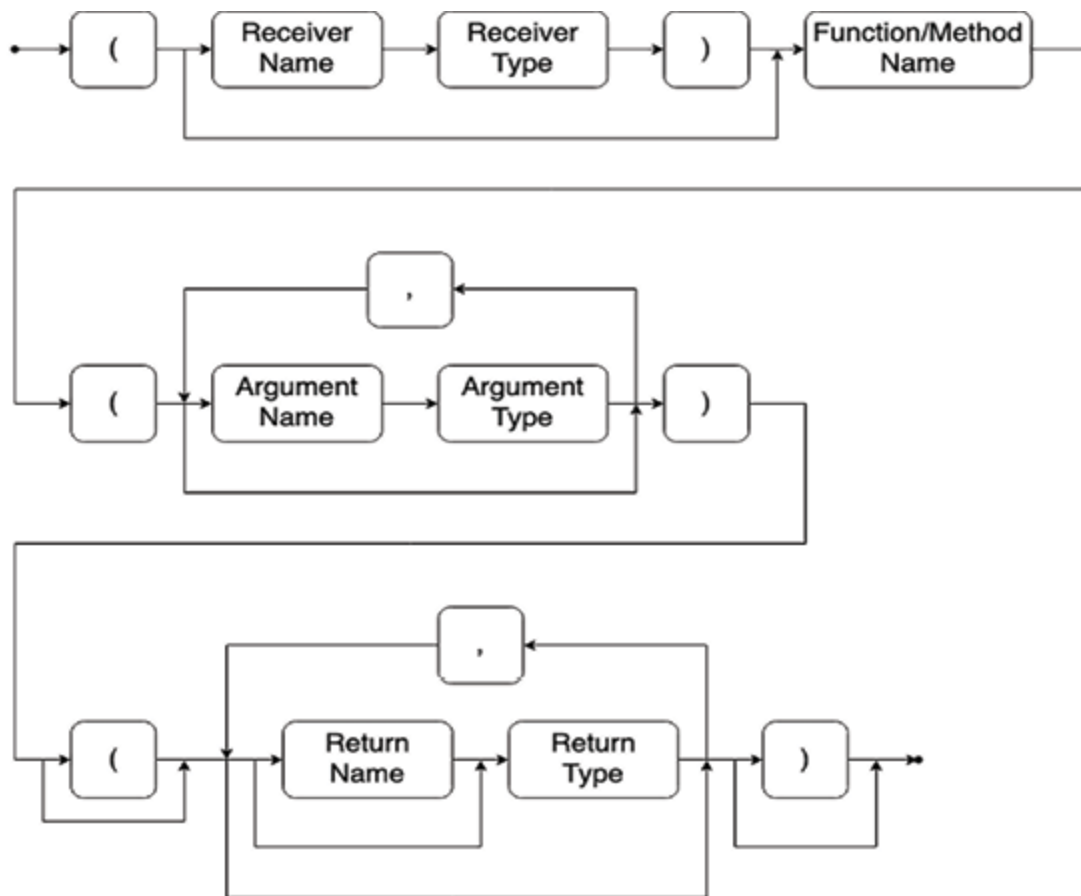 (
Receiver
Name
Receiver
Type
)
Function/Method
Name
,
(
Argument
Name
Argument
Type
)
,
(
Return
Name
Return
Type
)